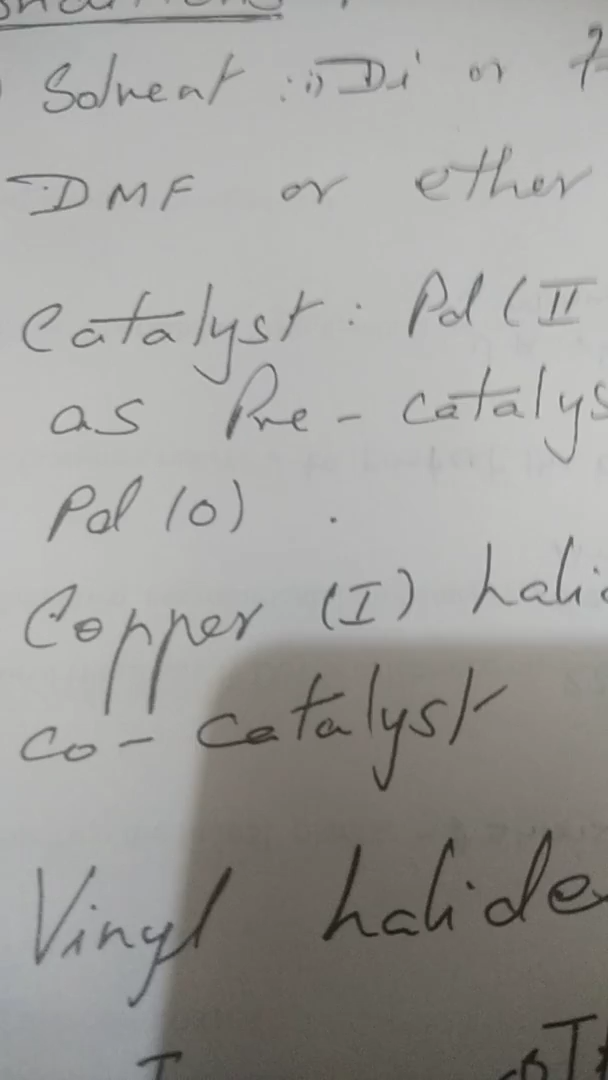 Solvent :i) Di or
DMF or ether
Catalyst : Pd (II
as Pre - catalys
Pd (0) .
Copper (I) hali
co - catalyst
Vinyl halide